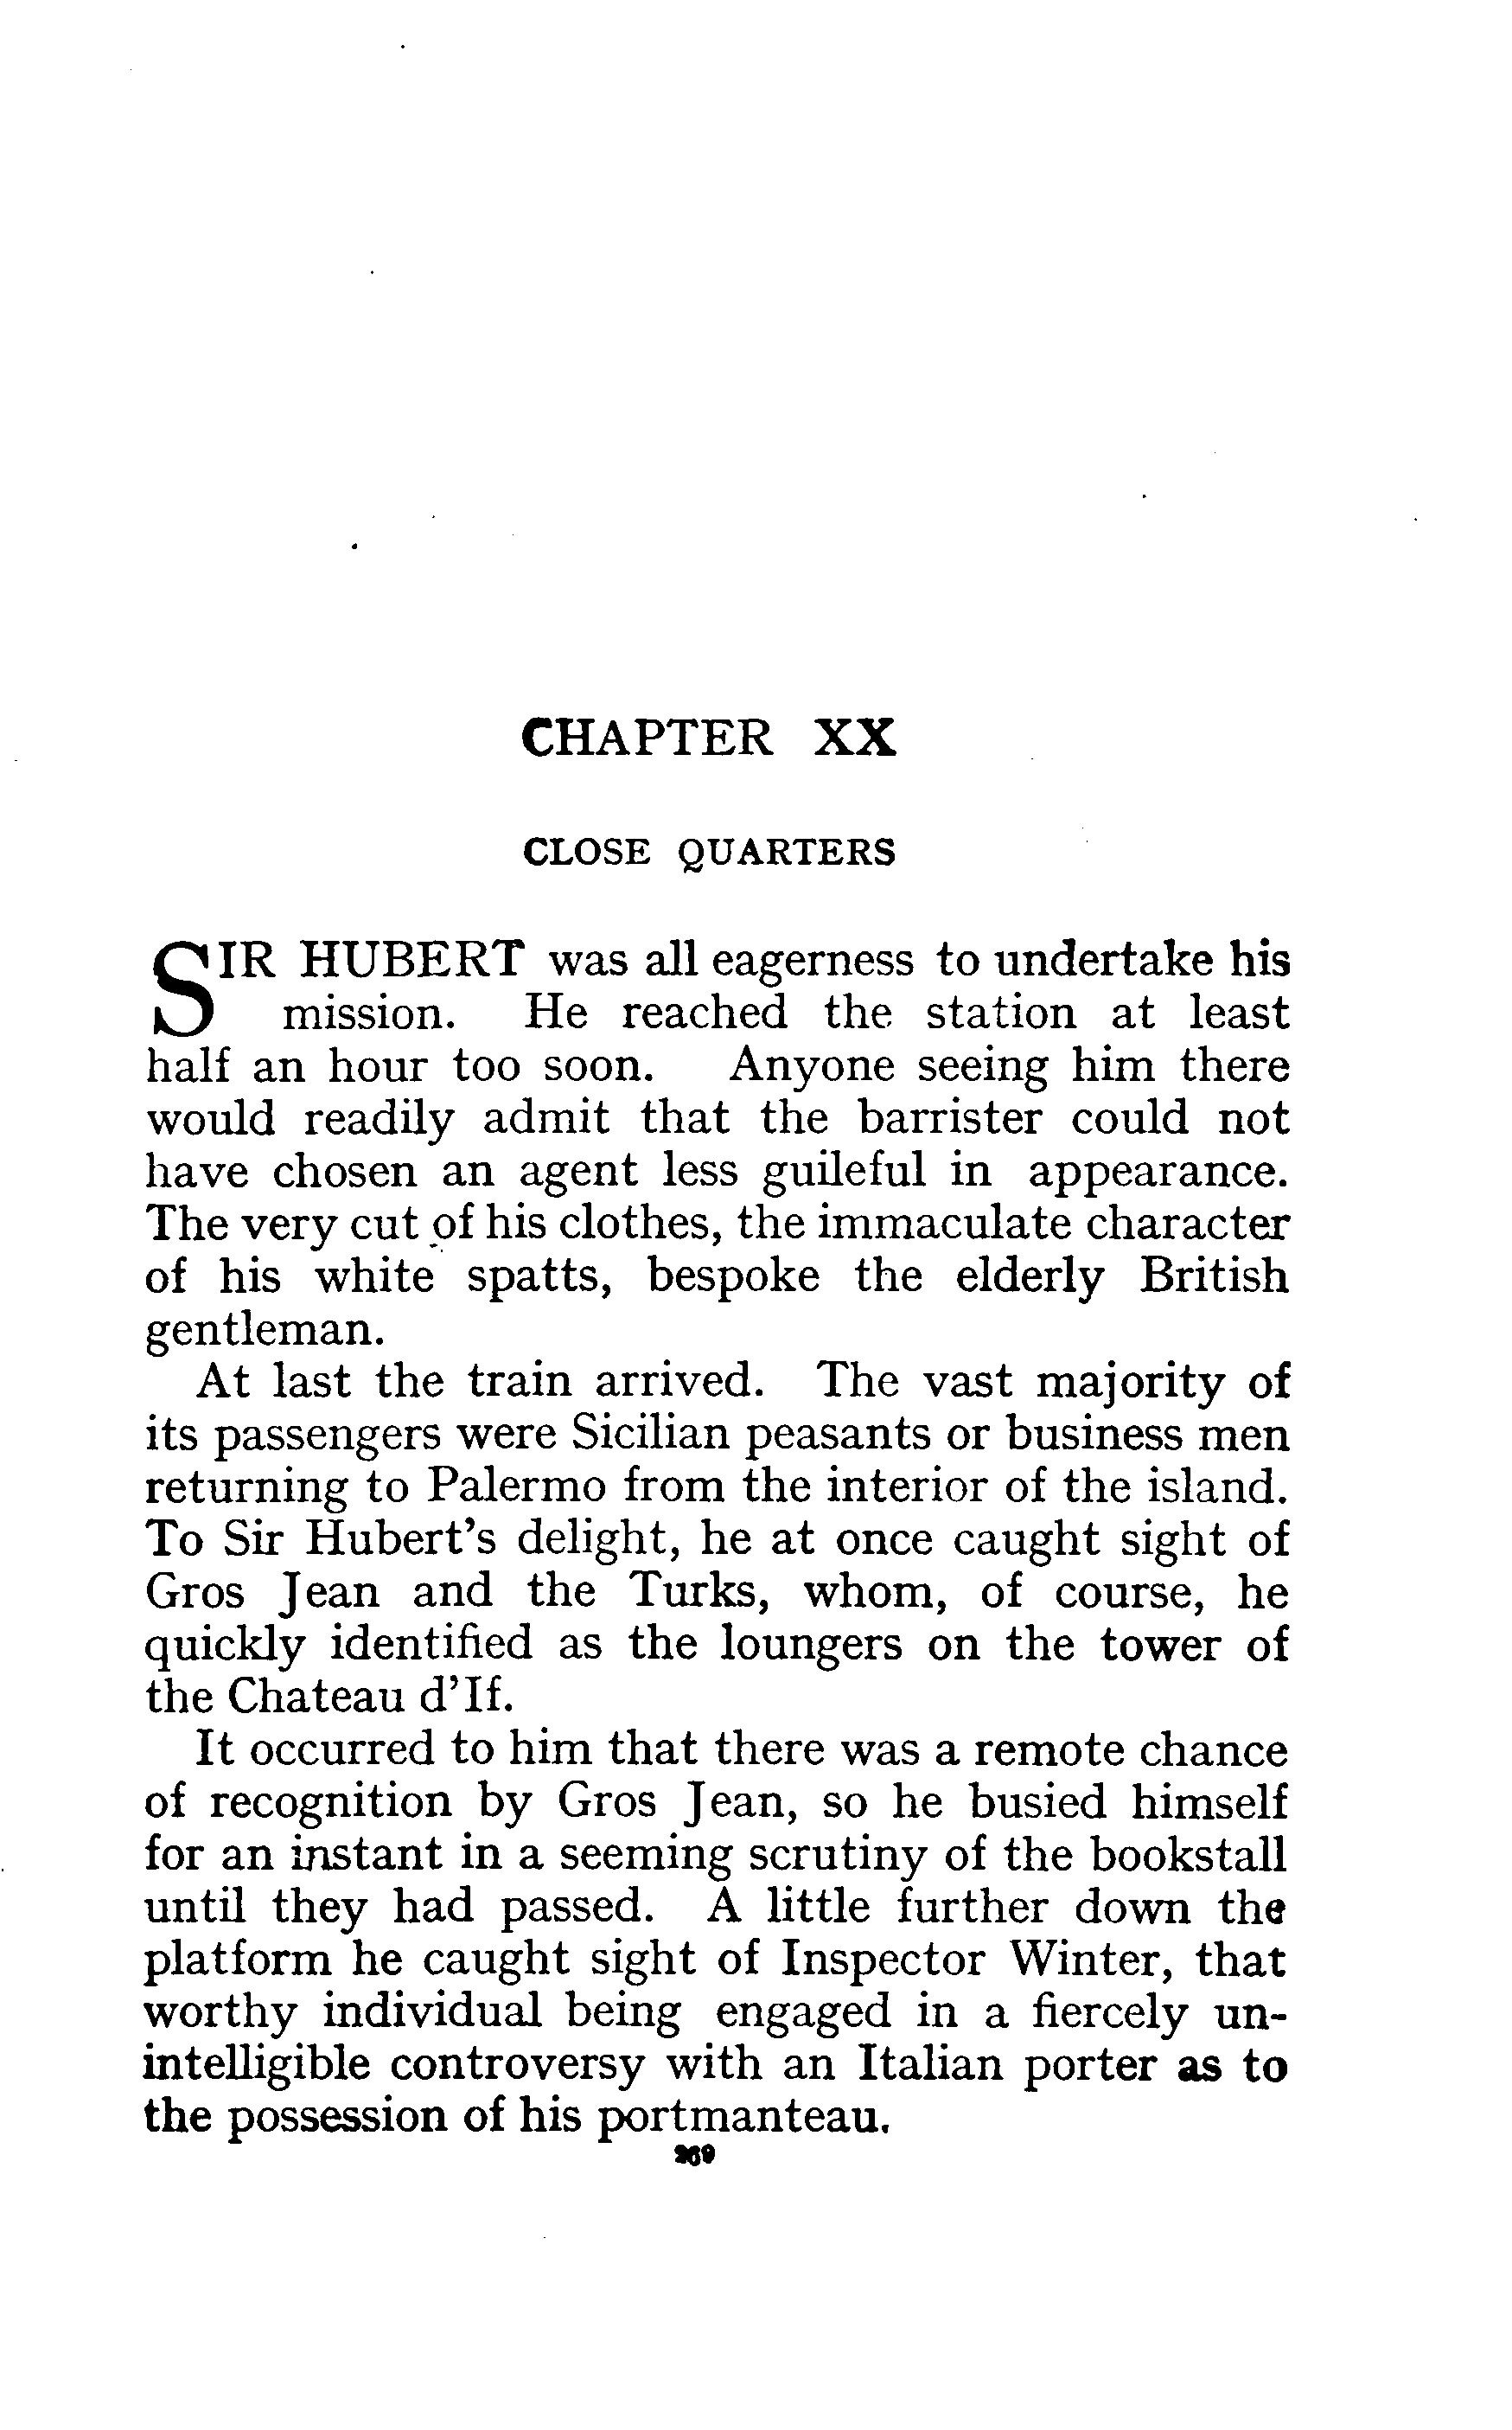 CHAPTER XX
CLOSE QUARTERS
SIR HUBERT was all eagerness to undertake his
mission. He reached the station at least
half an hour too soon. Anyone seeing him there
would readily admit that the barrister could not
have chosen an agent less guileful in appearance.
The very cut of his clothes, the immaculate character
of his white spatts, bespoke the elderly British
gentleman.
At last the train arrived. The vast majority of
its passengers were Sicilian peasants or business men
returning to Palermo from the interior of the island.
To Sir Hubert's delight, he at once caught sight of
Gros Jean and the Turks, whom, of course, he
quickly identified as the loungers on the tower of
the Chateau d'If.
It occurred to him that there was a remote chance
of recognition by Gros Jean, so he busied himself
for an instant in a seeming scrutiny of the bookstall
until they had passed. A little further down the
platform he caught sight of Inspector Winter, that
worthy individual being engaged in a fiercely un-
intelligible controversy with an Italian porter as to
the possession of his portmanteau.
269